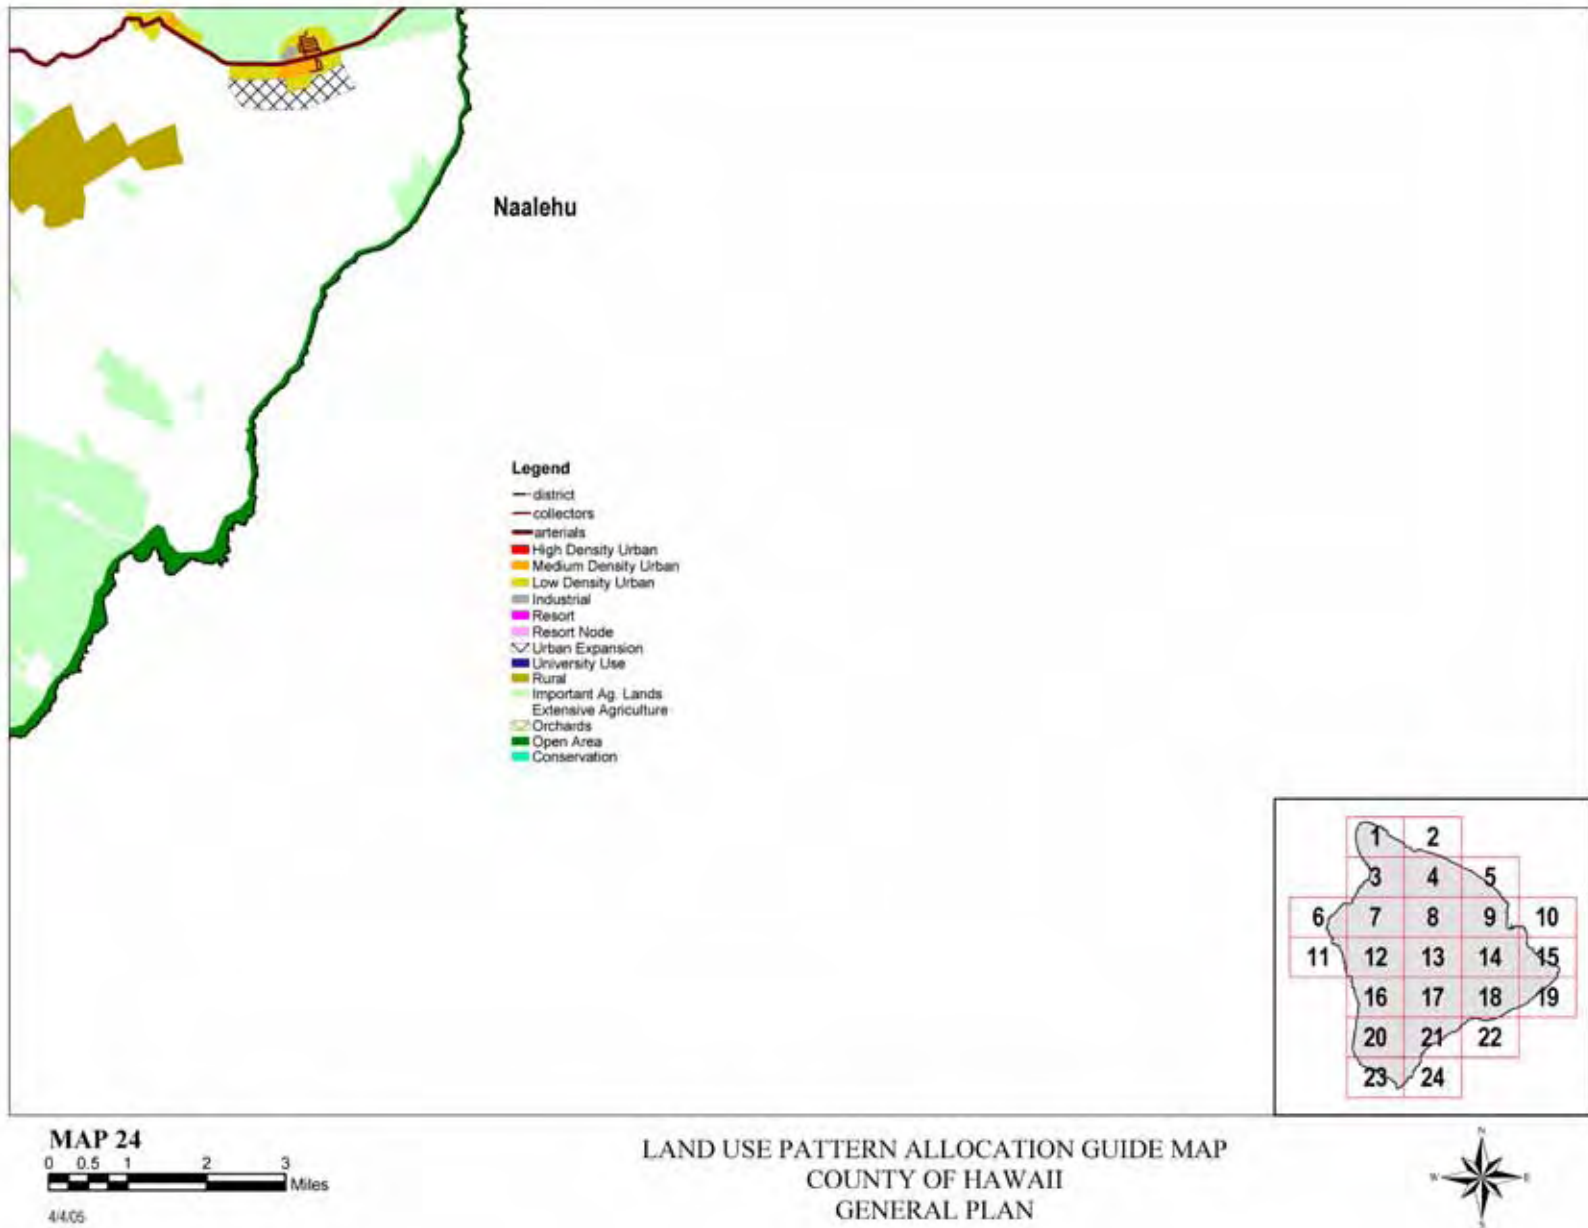 Naalehu
Legend
district
collectors
arterials
High Density Urban
Medium Density Urban
Low Density Urban
Industrial
Resort
Resort Node
Urban Expansion
University Use
Rural
Important Ag. Lands
Extensive Agriculture
Orchards
Open Area
Conservation
1 2
3 4 5
6 7 8 9 10
11 12 13 14 15
16 17 18 19
20 21 22
23 24
MAP 24
0 0.5 1 2 3
Miles
4/4/05
LAND USE PATTERN ALLOCATION GUIDE MAP
COUNTY OF HAWAII
GENERAL PLAN
N
W E
S